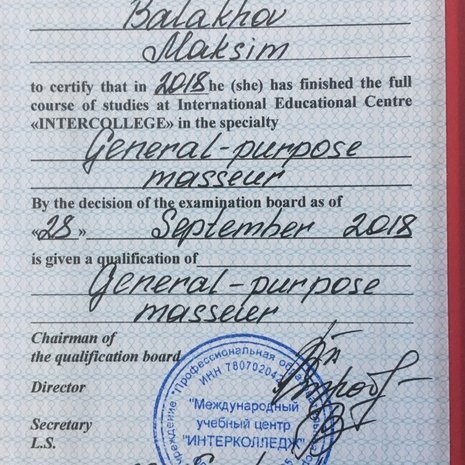 Balakhov
Maksim
to certify that in 2018 he (she) has finished the full
course of studies at International Educational Centre
«INTERCOLLEGE» in the specialty
General-purpose
masseur
By the decision of the examination board as of
«28» September 2018
is given a qualification of
General-purpose
masseur
Chairman of
the qualification board
Director
Secretary
L.S.
"Профессиональная
ИНН 780702041
"Международный
учебный центр
"ИНТЕРКОЛЛЕДЖ"